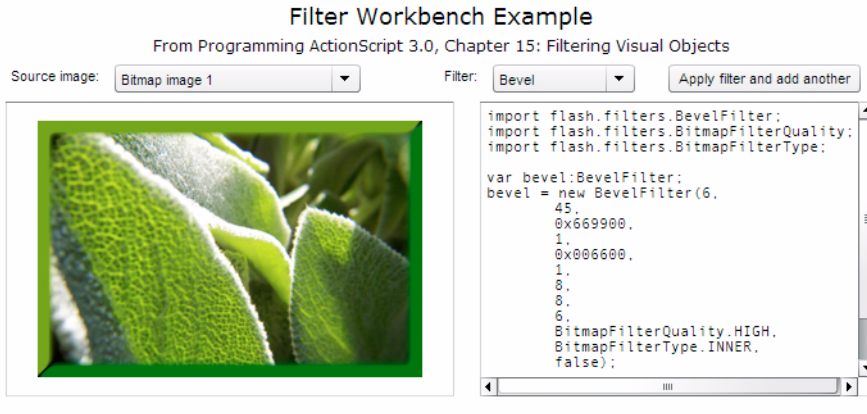 Filter Workbench Example
From Programming ActionScript 3.0, Chapter 15: Filtering Visual Objects
Source image: Bitmap image 1 Filter: Bevel Apply filter and add another
import flash.filters.BevelFilter;
import flash.filters.BitmapFilterQuality;
import flash.filters.BitmapFilterType;
var bevel:BevelFilter;
bevel = new BevelFilter(6,
45,
0x669900,
1,
0x006600,
1,
8,
8,
6,
BitmapFilterQuality.HIGH,
BitmapFilterType.INNER,
false);